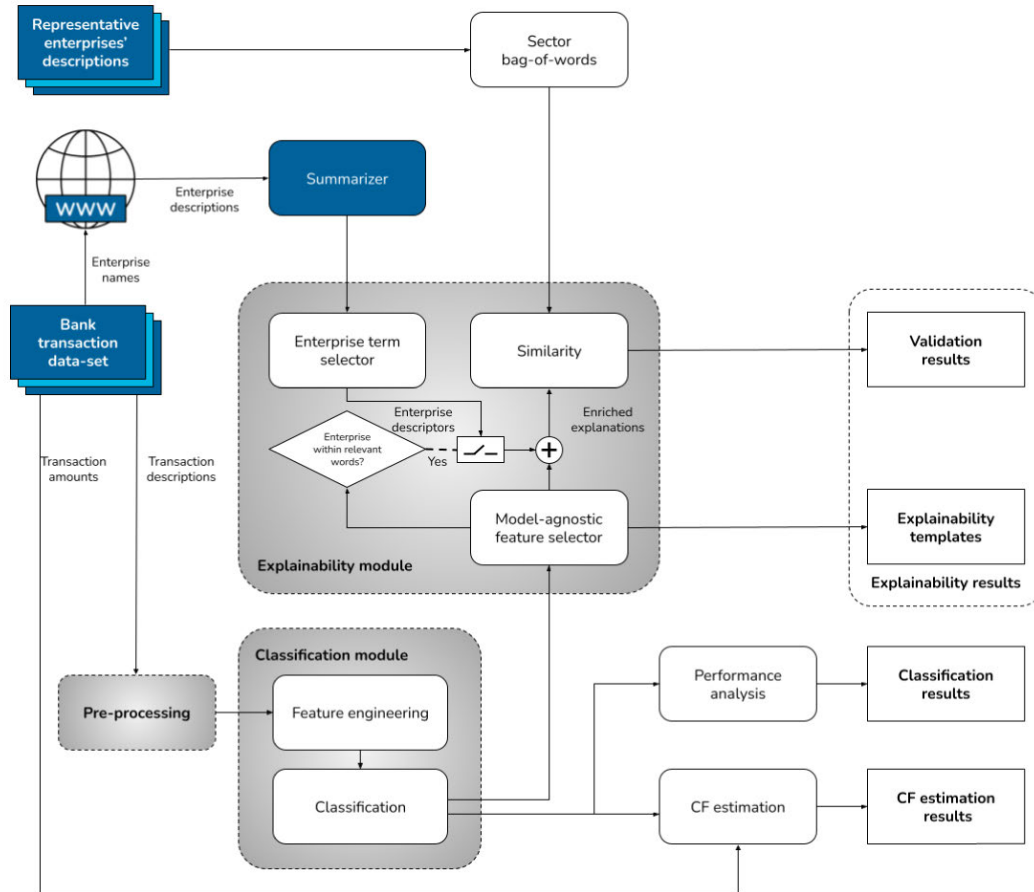 Representative
enterprises'
descriptions
Sector
bag-of-words
WWW
Enterprise
descriptions
Summarizer
Enterprise
names
Bank
transaction
data-set
Enterprise term
selector
Similarity
Validation
results
Enterprise
descriptors
Enriched
explanations
Enterprise
within relevant
words?
Yes
Transaction
amounts
Transaction
descriptions
Model-agnostic
feature selector
Explainability
templates
Explainability module
Explainability results
Classification module
Pre-processing
Feature engineering
Performance
analysis
Classification
results
Classification
CF estimation
CF estimation
results